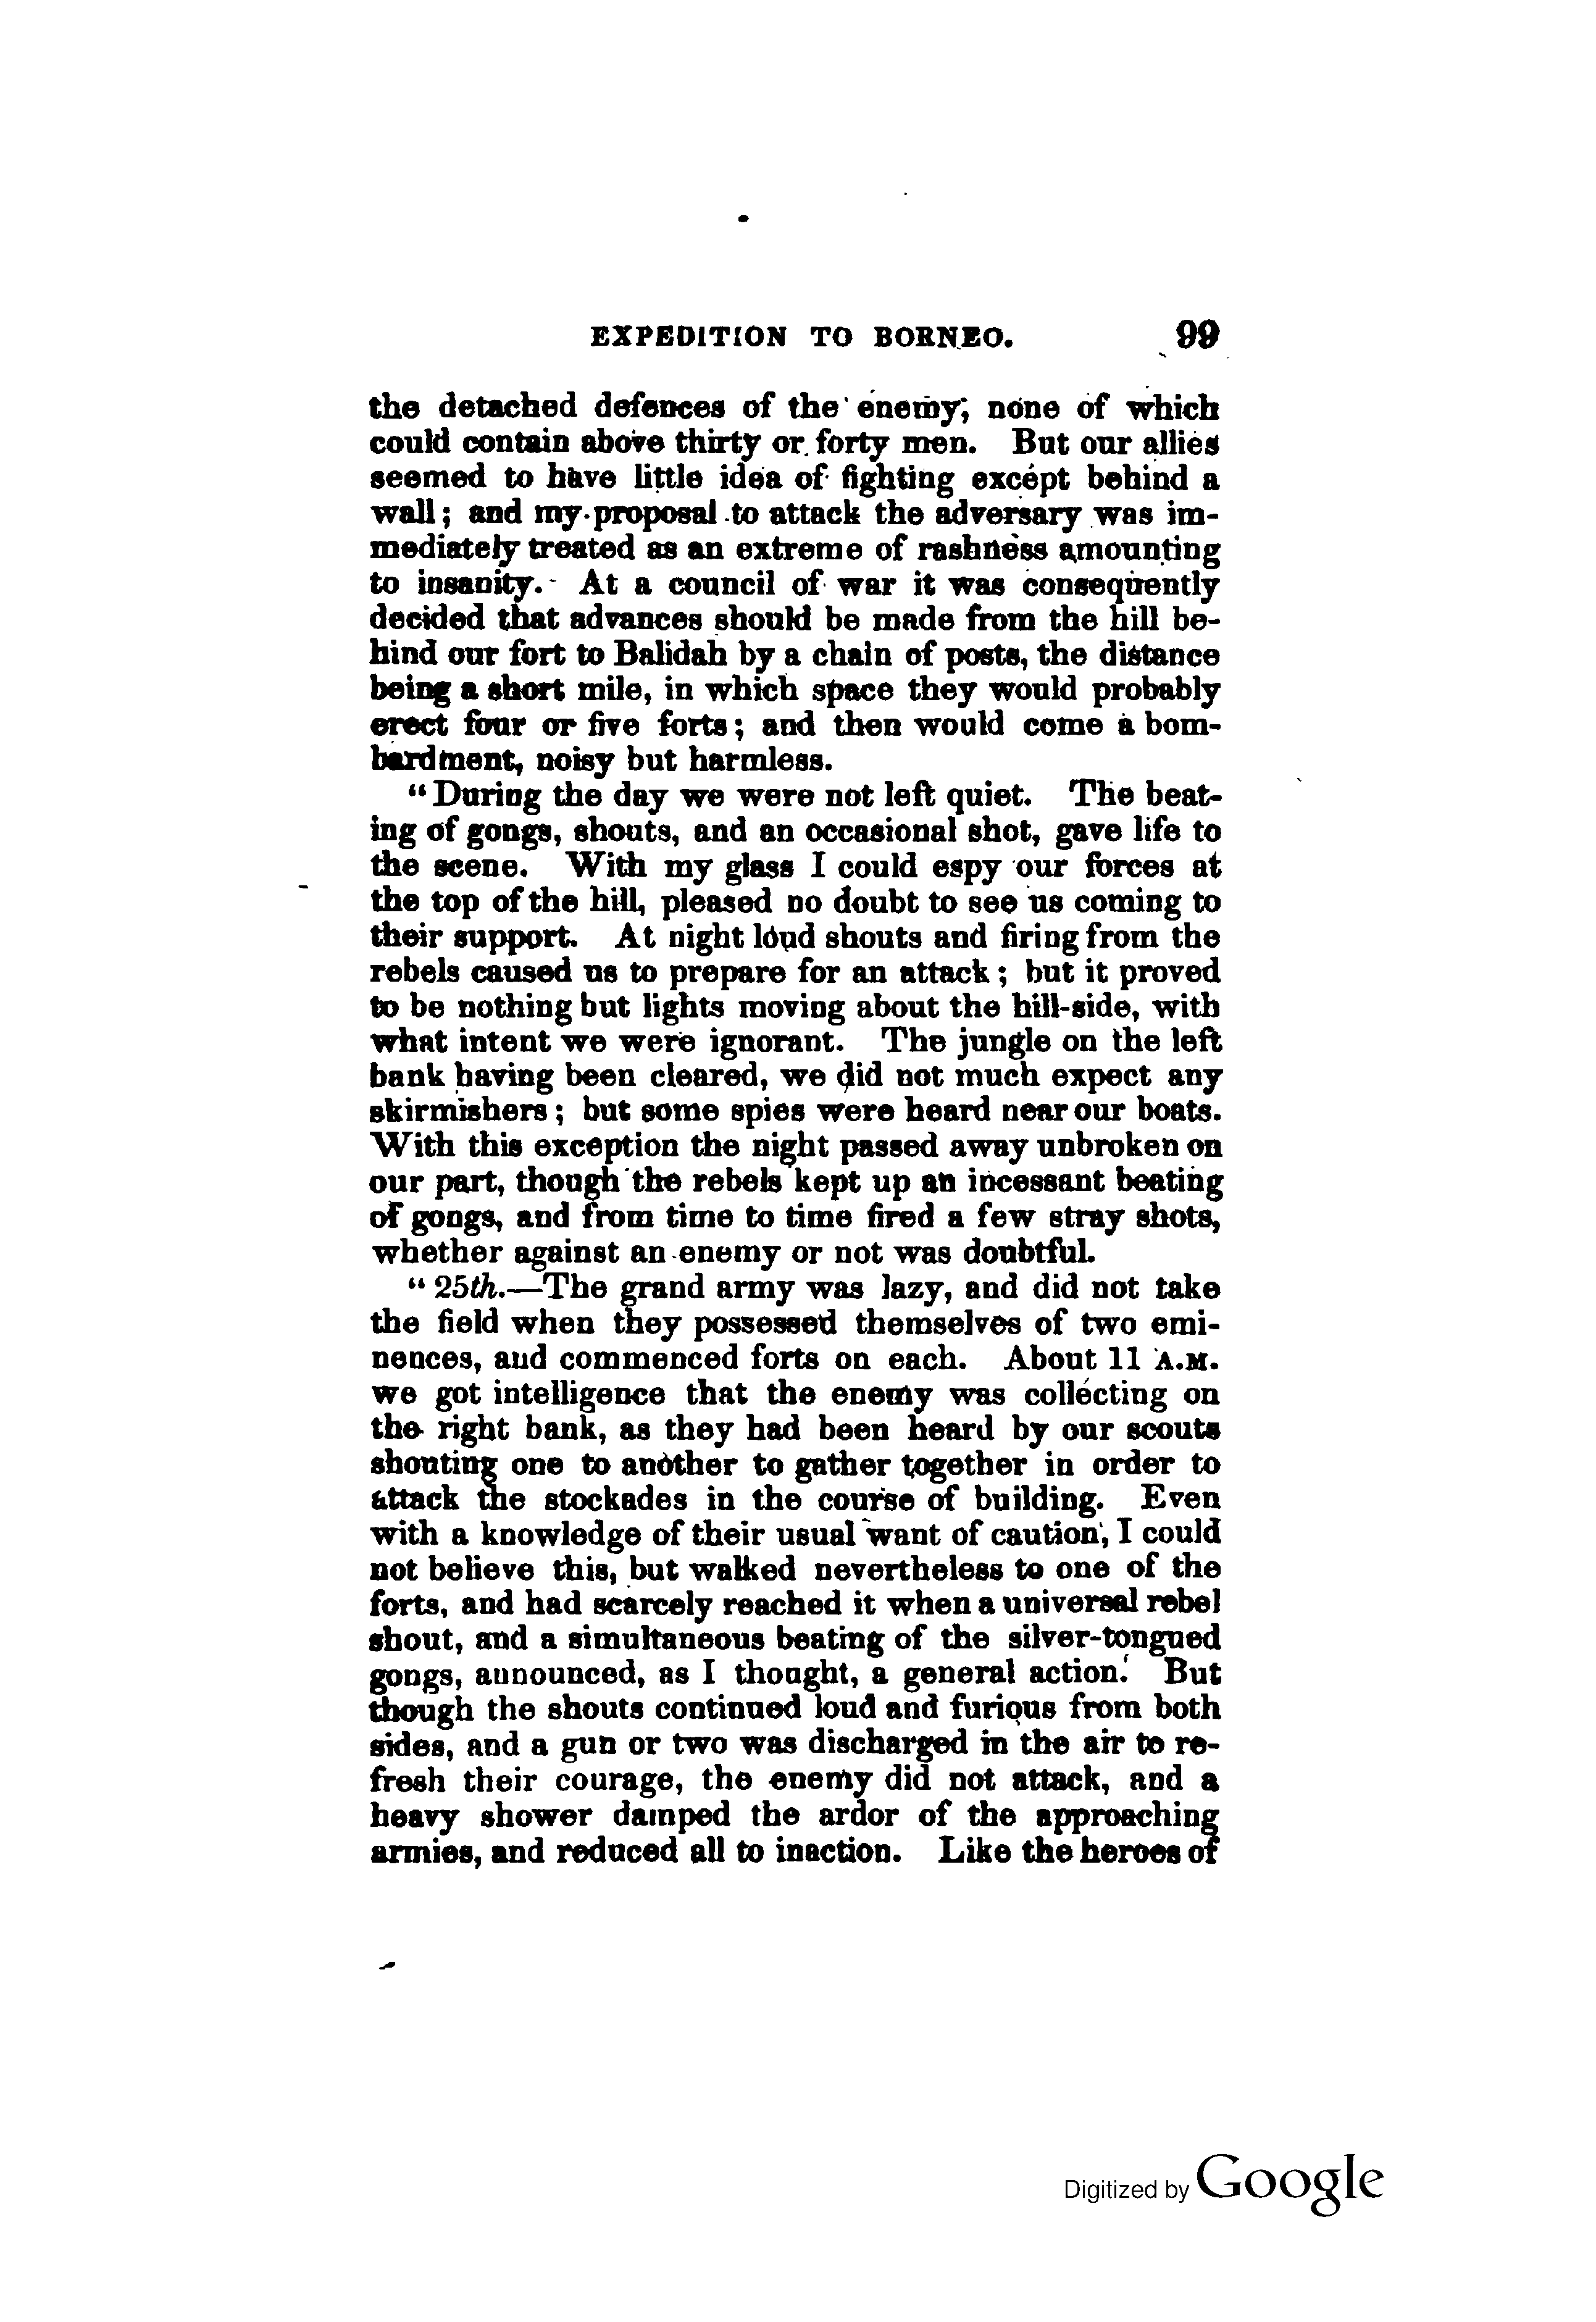 EXPEDITION TO BORNEO. 99
the detached defences of the enemy, none of which
could contain above thirty or forty men. But our allies
seemed to have little idea of fighting except behind a
wall; and my proposal to attack the adversary was im-
mediately treated as an extreme of rashness amounting
to insanity. At a council of war it was consequently
decided that advances should be made from the hill be-
hind our fort to Balidah by a chain of posts, the distance
being a short mile, in which space they would probably
erect four or five forts; and then would come a bom-
bardment, noisy but harmless.
"During the day we were not left quiet. The beat-
ing of gongs, shouts, and an occasional shot, gave life to
the scene. With my glass I could espy our forces at
the top of the hill, pleased no doubt to see us coming to
their support. At night loud shouts and firing from the
rebels caused us to prepare for an attack; but it proved
to be nothing but lights moving about the hill-side, with
what intent we were ignorant. The jungle on the left
bank having been cleared, we did not much expect any
skirmishers; but some spies were heard near our boats.
With this exception the night passed away unbroken on
our part, though the rebels kept up an incessant beating
of gongs, and from time to time fired a few stray shots,
whether against an enemy or not was doubtful.
"25th.—The grand army was lazy, and did not take
the field when they possessed themselves of two emi-
nences, and commenced forts on each. About 11 A.M.
we got intelligence that the enemy was collecting on
the right bank, as they had been heard by our scouts
shouting one to another to gather together in order to
attack the stockades in the course of building. Even
with a knowledge of their usual want of caution, I could
not believe this, but walked nevertheless to one of the
forts, and had scarcely reached it when a universal rebel
shout, and a simultaneous beating of the silver-tongued
gongs, announced, as I thought, a general action. But
though the shouts continued loud and furious from both
sides, and a gun or two was discharged in the air to re-
fresh their courage, the enemy did not attack, and a
heavy shower damped the ardor of the approaching
armies, and reduced all to inaction. Like the heroes of
Digitized by Google